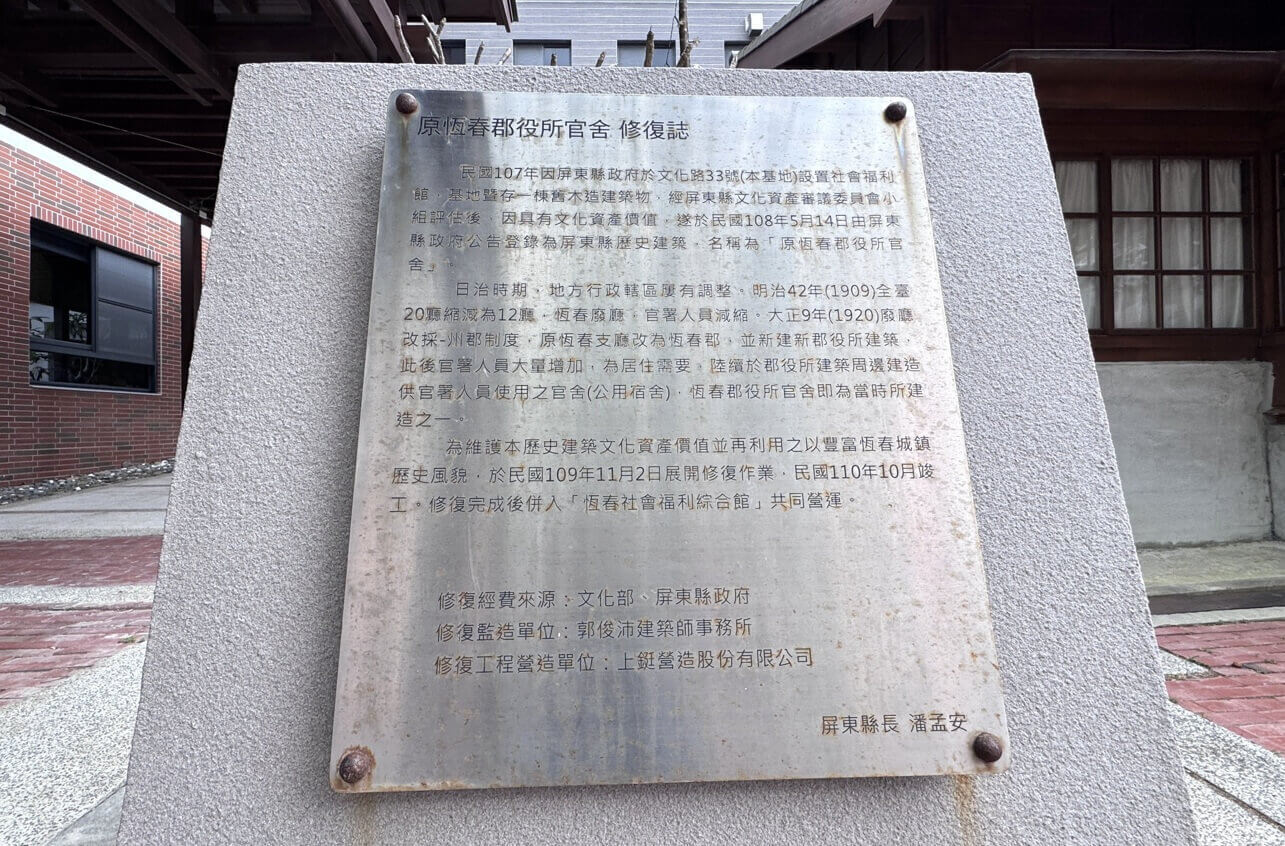 原恆春郡役所官舍 修復誌
民國107年因屏東縣政府於文化路33號(本基地)設置社會福利
館，基地暨存一棟舊木造建築物，經屏東縣文化資產審議委員會小
組評估後，因具有文化資產價值，遂於民國108年5月14日由屏東
縣政府公告登錄為屏東縣歷史建築，名稱為「原恆春郡役所官
舍」。
日治時期，地方行政轄區屢有調整。明治42年(1909)全臺
20廳縮減為12廳，恆春廢廳，官署人員減縮。大正9年(1920)廢廳
改採-州郡制度，原恆春支廳改為恆春郡，並新建新郡役所建築，
此後官署人員大量增加，為居住需要，陸續於郡役所建築周邊建造
供官署人員使用之官舍(公用宿舍)，恆春郡役所官舍即為當時所建
造之一。
為維護本歷史建築文化資產價值並再利用之以豐富恆春城鎮
歷史風貌，於民國109年11月2日展開修復作業，民國110年10月竣
工。修復完成後併入「恆春社會福利綜合館」共同營運。
修復經費來源：文化部、屏東縣政府
修復監造單位：郭俊沛建築師事務所
修復工程營造單位：上鋌營造股份有限公司
屏東縣長 潘孟安